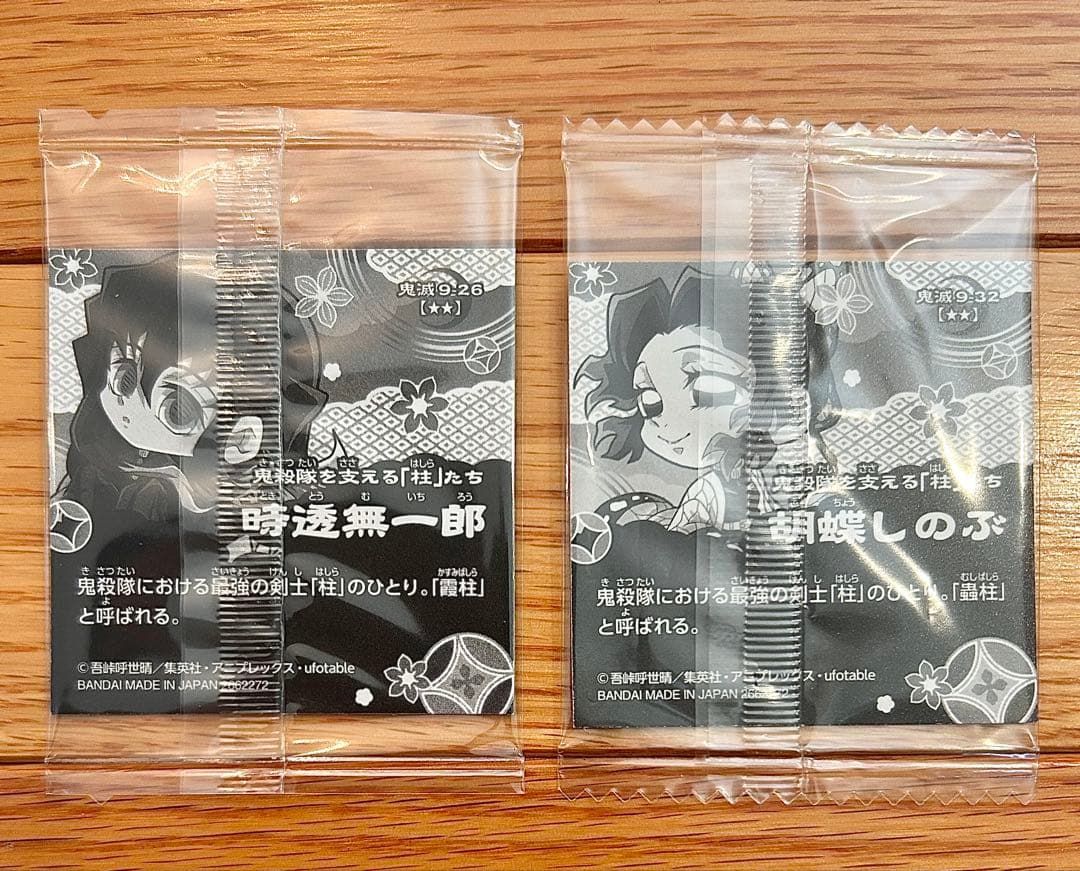 鬼滅 9-26
【★★】
鬼殺隊を支える「柱」たち
時透無一郎
鬼殺隊における最強の剣士「柱」のひとり。「霞柱」
と呼ばれる。
©吾峠呼世晴／集英社・アニプレックス・ufotable
BANDAI MADE IN JAPAN 2662272
鬼滅 9-32
【★★】
鬼殺隊を支える「柱」たち
胡蝶しのぶ
鬼殺隊における最強の剣士「柱」のひとり。「蟲柱」
と呼ばれる。
©吾峠呼世晴／集英社・アニプレックス・ufotable
BANDAI MADE IN JAPAN